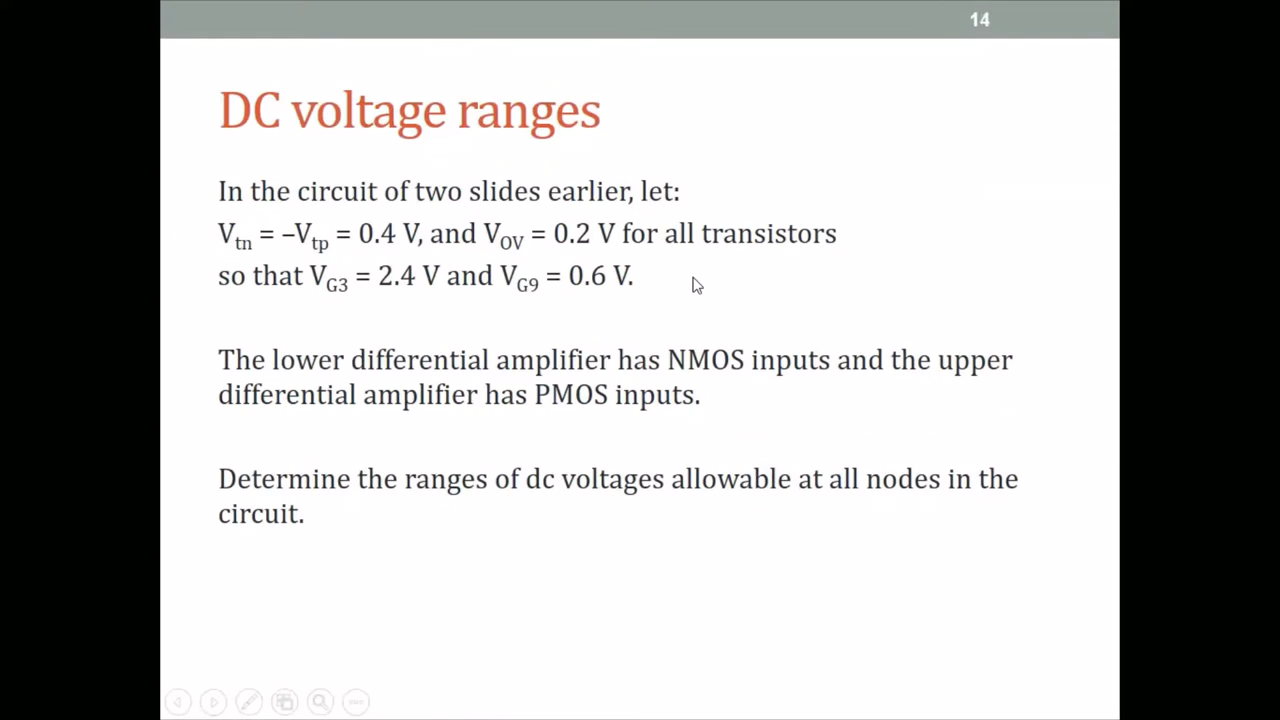 14
DC voltage ranges
In the circuit of two slides earlier, let:
Vtn = –Vtp = 0.4 V, and VOV = 0.2 V for all transistors
so that VG3 = 2.4 V and VG9 = 0.6 V.
The lower differential amplifier has NMOS inputs and the upper
differential amplifier has PMOS inputs.
Determine the ranges of dc voltages allowable at all nodes in the
circuit.